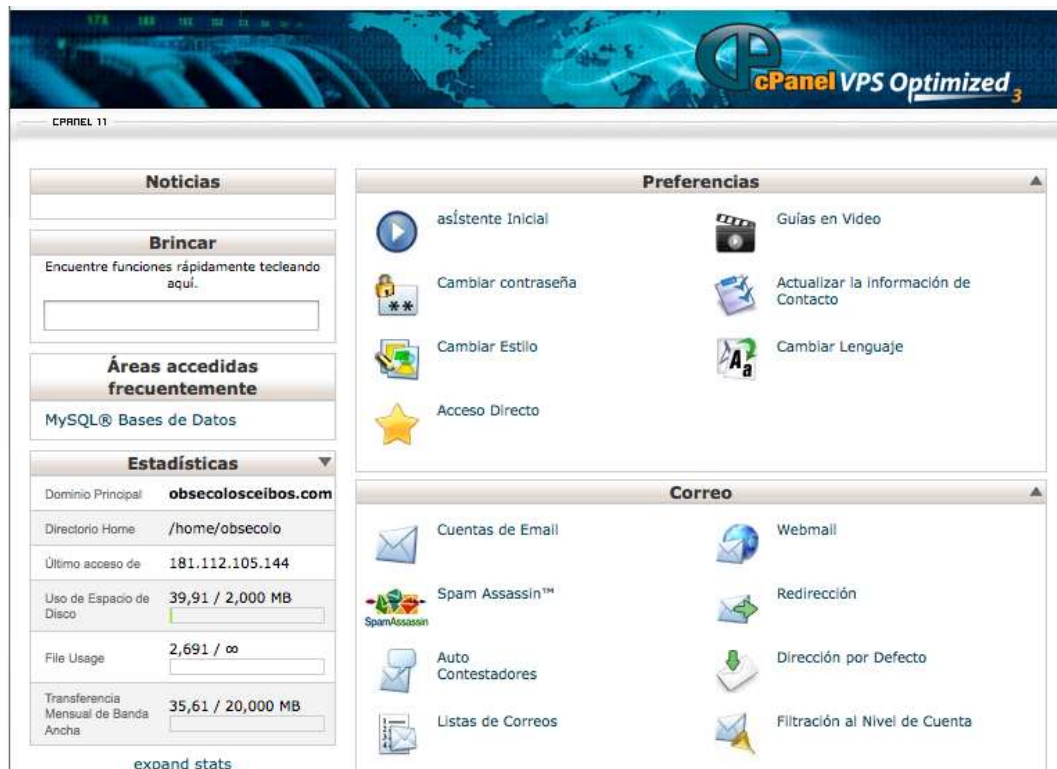 17X 18X 1XX
cPanel VPS Optimized 3
CPANEL 11
Noticias
Brincar
Encuentre funciones rápidamente tecleando
aquí.
Áreas accedidas
frecuentemente
MySQL® Bases de Datos
Estadísticas
Dominio Principal obsecolosceibos.com
Directorio Home /home/obsecolo
Último acceso de 181.112.105.144
Uso de Espacio de
Disco
39,91 / 2,000 MB
File Usage 2,691 / ∞
Transferencia
Mensual de Banda
Ancha
35,61 / 20,000 MB
expand stats
Preferencias
asÍstente Inicial
Guías en Video
Cambiar contraseña
Actualizar la información de
Contacto
Cambiar Estilo
Cambiar Lenguaje
Acceso Directo
Correo
Cuentas de Email
Webmail
Spam Assassin™
SpamAssassin
Redirección
Auto
Contestadores
Dirección por Defecto
Listas de Correos
Filtración al Nivel de Cuenta